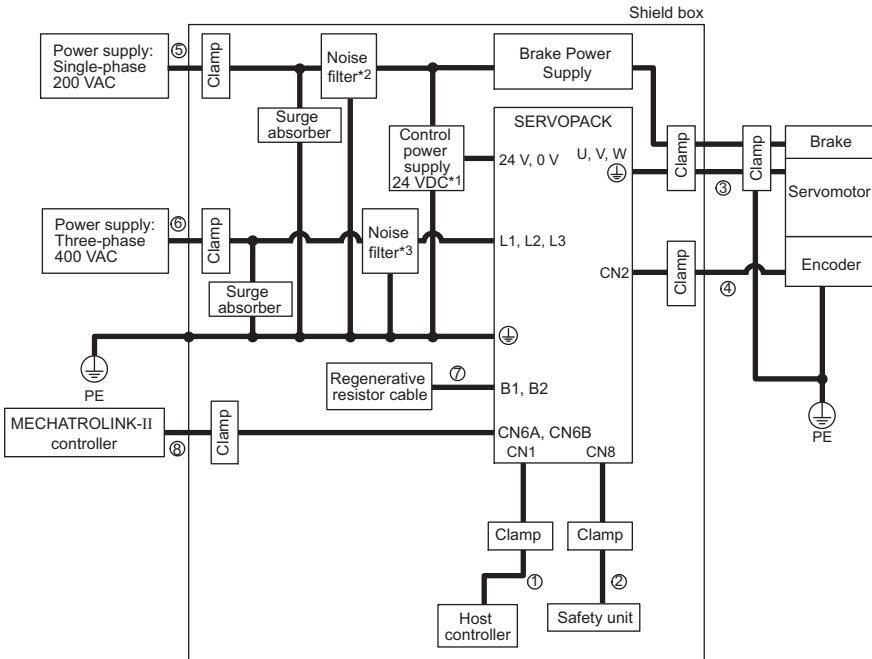 Shield box
Power supply:
Single-phase
200 VAC
⑤
Clamp
Noise
filter*2
Brake Power
Supply
Surge
absorber
Control
power
supply
24 VDC*1
SERVOPACK
24 V, 0 V
U, V, W
Clamp
③
Clamp
Brake
Servomotor
Power supply:
Three-phase
400 VAC
⑥
Clamp
Noise
filter*3
L1, L2, L3
Surge
absorber
CN2
Clamp
④
Encoder
PE
Regenerative
resistor cable
⑦
B1, B2
PE
MECHATROLINK-II
controller
⑧
Clamp
CN6A, CN6B
CN1
CN8
Clamp
Clamp
①
②
Host
controller
Safety unit